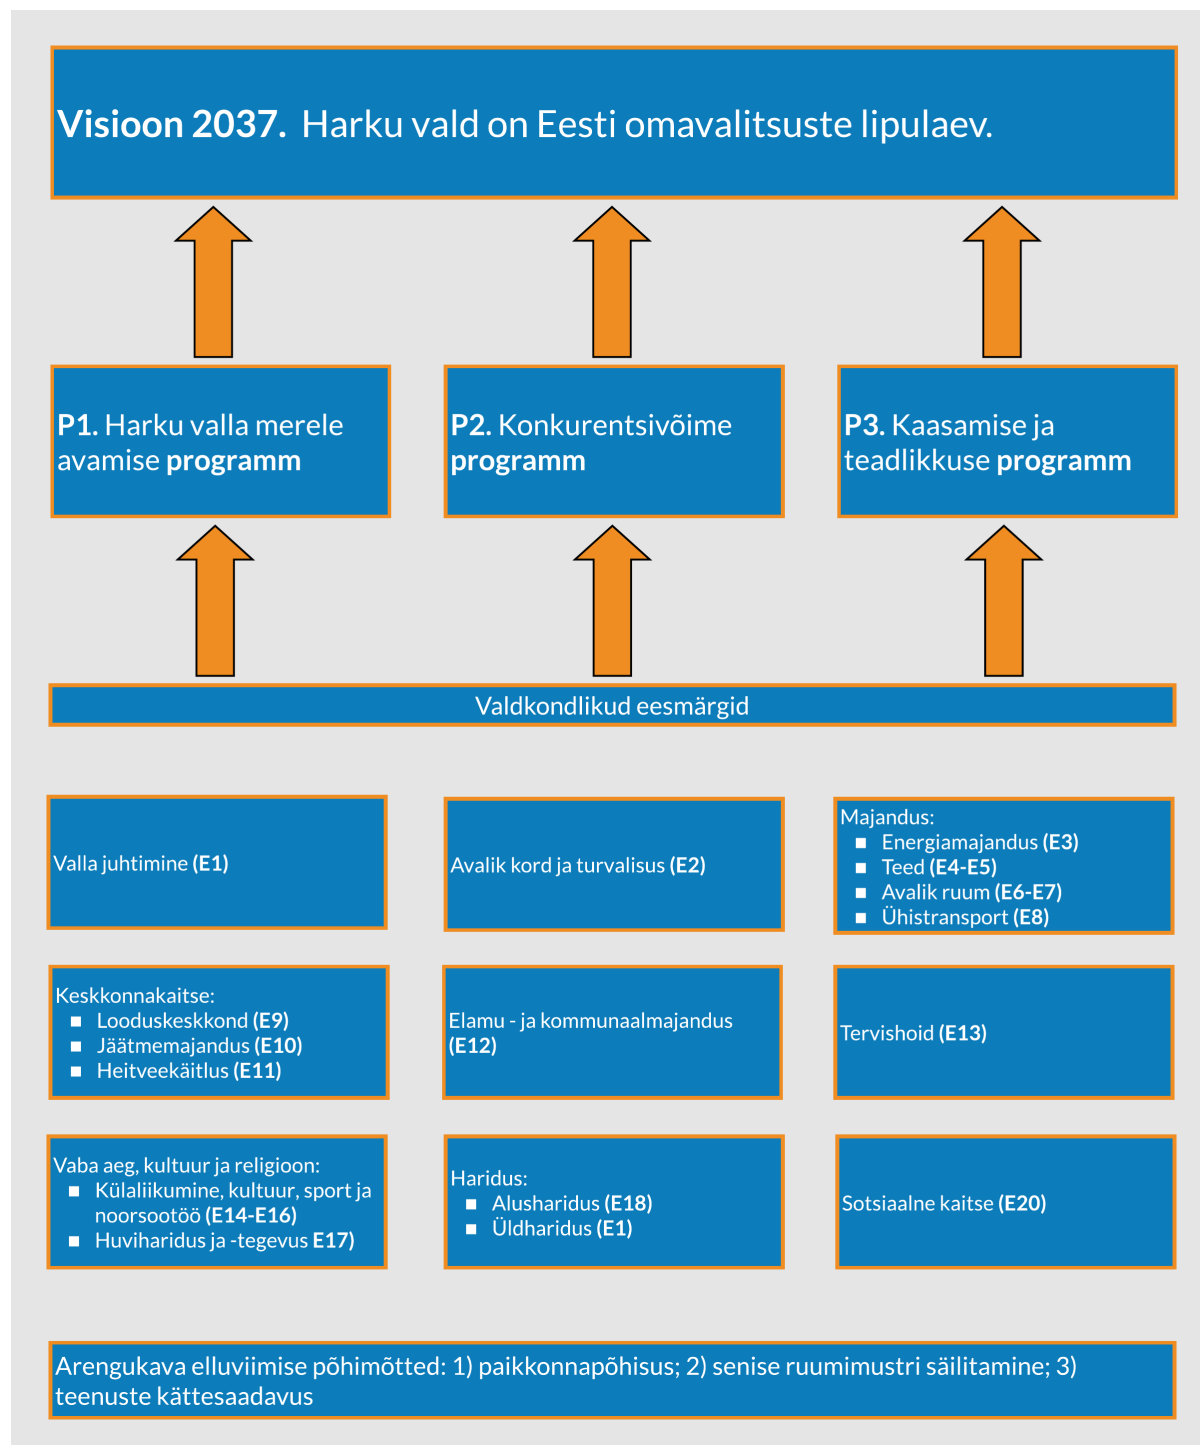 Visioon 2037. Harku vald on Eesti omavalitsuste lipulaev.
P1. Harku valla merele
avamise programm
P2. Konkurentsivõime
programm
P3. Kaasamise ja
teadlikkuse programm
Valdkondlikud eesmärgid
Valla juhtimine (E1)
Avalik kord ja turvalisus (E2)
Majandus:
Energiamajandus (E3)
Teed (E4-E5)
Avalik ruum (E6-E7)
Ühistransport (E8)
Keskkonnakaitse:
Looduskeskkond (E9)
Jäätmemajandus (E10)
Heitveekäitlus (E11)
Elamu - ja kommunaalmajandus
(E12)
Tervishoid (E13)
Vaba aeg, kultuur ja religioon:
Külaliikumine, kultuur, sport ja
noorsootöö (E14-E16)
Huviharidus ja -tegevus E17)
Haridus:
Alusharidus (E18)
Üldharidus (E1)
Sotsiaalne kaitse (E20)
Arengukava elluviimise põhimõtted: 1) paikkonnapõhisus; 2) senise ruumimustri säilitamine; 3)
teenuste kättesaadavus